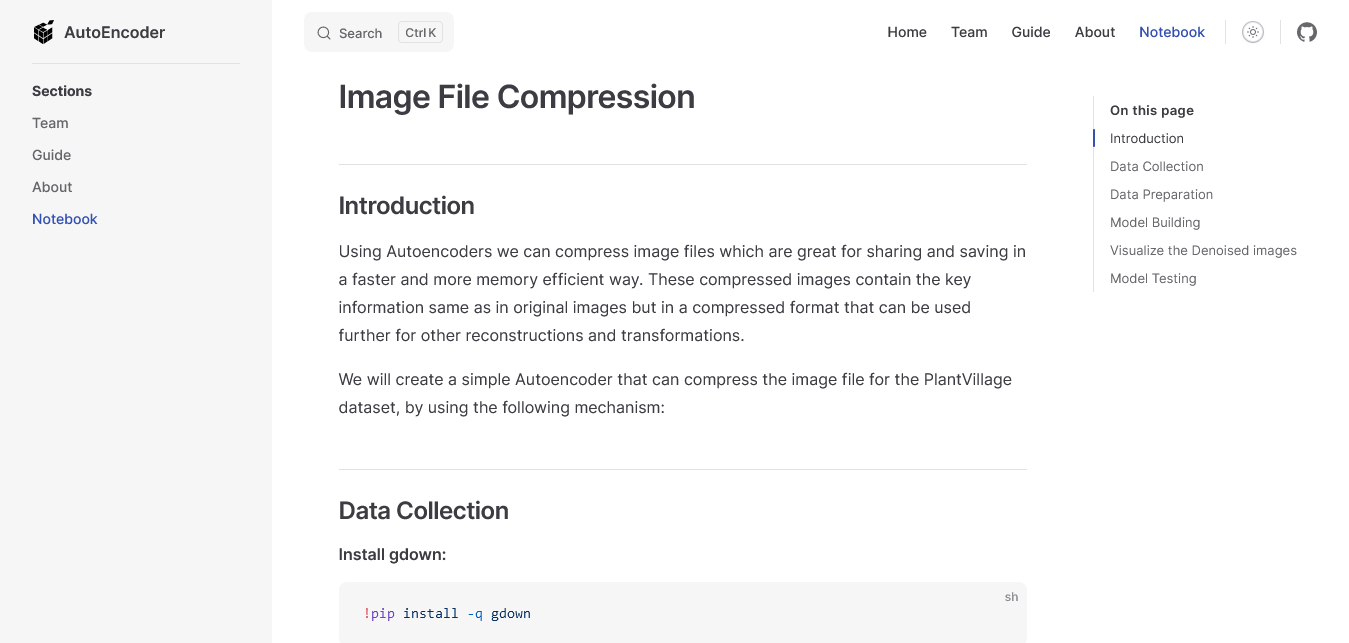 AutoEncoder
Sections
Team
Guide
About
Notebook
Search Ctrl K
Home Team Guide About Notebook
Image File Compression
Introduction
Using Autoencoders we can compress image files which are great for sharing and saving in
a faster and more memory efficient way. These compressed images contain the key
information same as in original images but in a compressed format that can be used
further for other reconstructions and transformations.
We will create a simple Autoencoder that can compress the image file for the PlantVillage
dataset, by using the following mechanism:
Data Collection
Install gdown:
sh
!pip install -q gdown
On this page
Introduction
Data Collection
Data Preparation
Model Building
Visualize the Denoised images
Model Testing